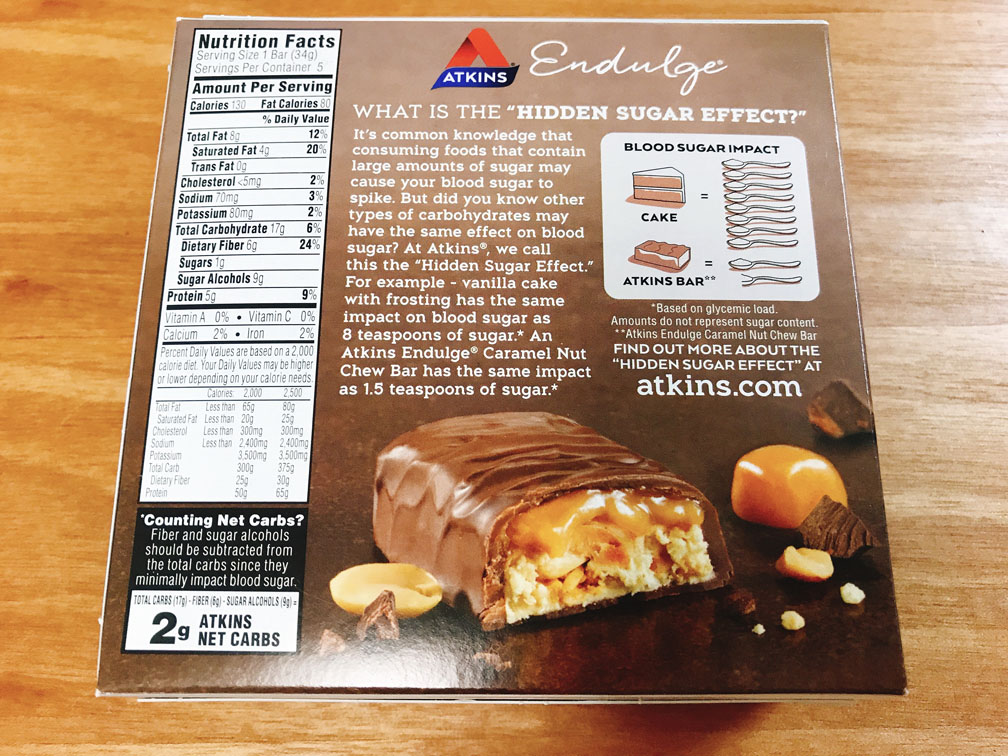 Nutrition Facts
Serving Size 1 Bar (34g)
Servings Per Container 5
Amount Per Serving
Calories 130 Fat Calories 80
% Daily Value
Total Fat 8g 12%
Saturated Fat 4g 20%
Trans Fat 0g
Cholesterol <5mg 2%
Sodium 70mg 3%
Potassium 80mg 2%
Total Carbohydrate 17g 6%
Dietary Fiber 6g 24%
Sugars 1g
Sugar Alcohols 9g
Protein 5g 9%
Vitamin A 0% • Vitamin C 0%
Calcium 2% • Iron 2%
Percent Daily Values are based on a 2,000
calorie diet. Your Daily Values may be higher
or lower depending on your calorie needs.
Calories: 2,000 2,500
Total Fat Less than 65g 80g
Saturated Fat Less than 20g 25g
Cholesterol Less than 300mg 300mg
Sodium Less than 2,400mg 2,400mg
Potassium 3,500mg 3,500mg
Total Carb 300g 375g
Dietary Fiber 25g 30g
Protein 50g 65g
*Counting Net Carbs?
Fiber and sugar alcohols
should be subtracted from
the total carbs since they
minimally impact blood sugar.
TOTAL CARBS (17g) - FIBER (6g) - SUGAR ALCOHOLS (9g) =
2g ATKINS
NET CARBS
ATKINS Endulge®
WHAT IS THE "HIDDEN SUGAR EFFECT?"
It's common knowledge that
consuming foods that contain
large amounts of sugar may
cause your blood sugar to
spike. But did you know other
types of carbohydrates may
have the same effect on blood
sugar? At Atkins®, we call
this the "Hidden Sugar Effect."
For example - vanilla cake
with frosting has the same
impact on blood sugar as
8 teaspoons of sugar.* An
Atkins Endulge® Caramel Nut
Chew Bar has the same impact
as 1.5 teaspoons of sugar.*
BLOOD SUGAR IMPACT
=
CAKE
=
ATKINS BAR**
*Based on glycemic load.
Amounts do not represent sugar content.
**Atkins Endulge Caramel Nut Chew Bar
FIND OUT MORE ABOUT THE
"HIDDEN SUGAR EFFECT" AT
atkins.com